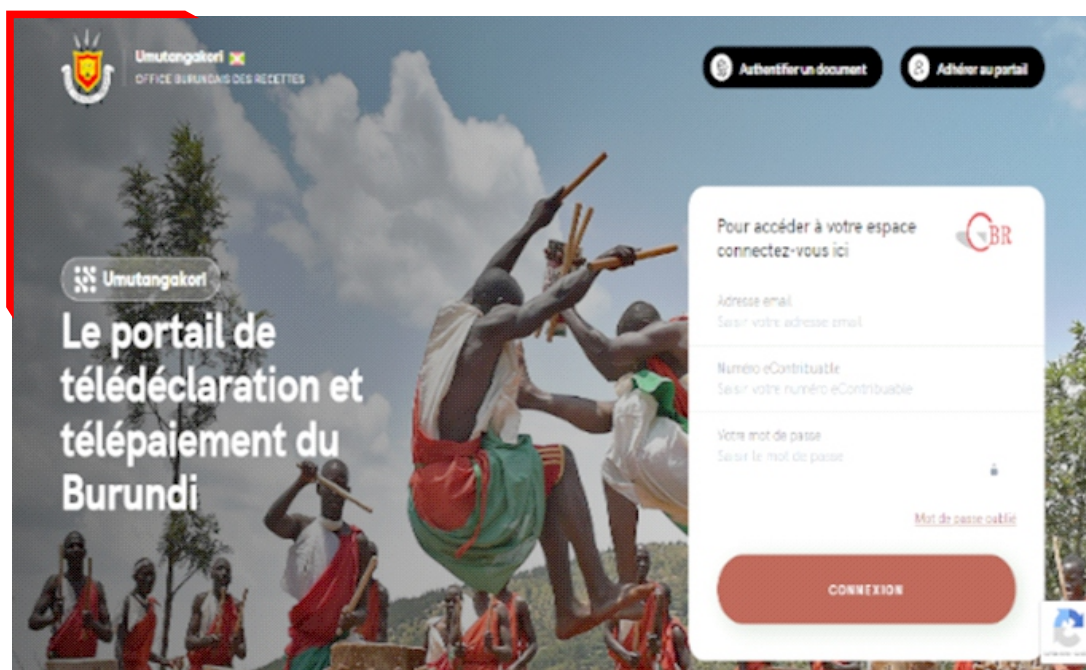 Umutangakori
OFFICE BURUNDAIS DES RECETTES
Authentifier un document
Adhérer au portail
Umutangakori
Le portail de
télédéclaration et
télépaiement du
Burundi
Pour accéder à votre espace
connectez-vous ici
OBR
Adresse email
Saisir votre adresse email
Numéro eContribuable
Saisir votre numéro eContribuable
Votre mot de passe
Saisir le mot de passe
Mot de passe oublié
CONNEXION